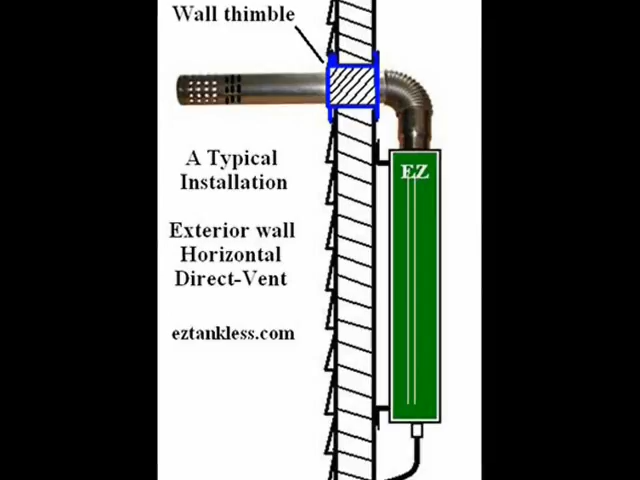 Wall thimble
EZ
A Typical
Installation
Exterior wall
Horizontal
Direct-Vent
eztankless.com